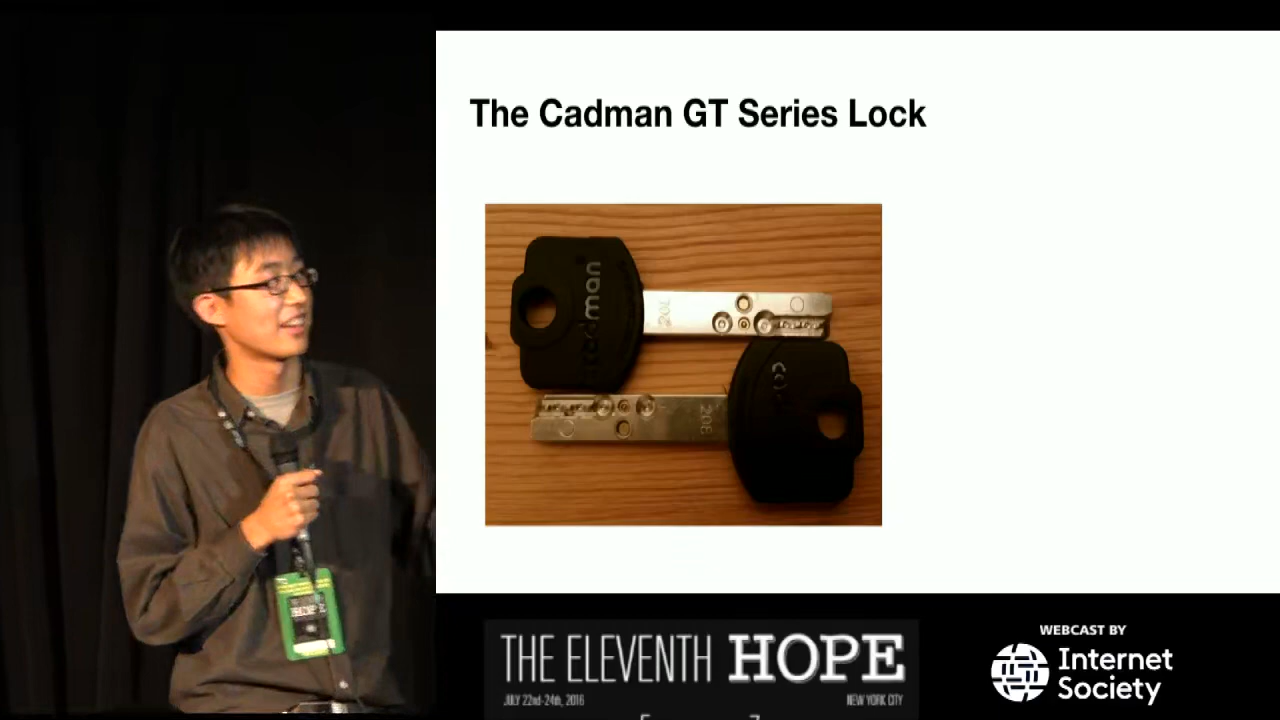 The Cadman GT Series Lock
THE ELEVENTH HOPE
JULY 22nd-24th, 2016
NEW YORK CITY
WEBCAST BY
Internet
Society